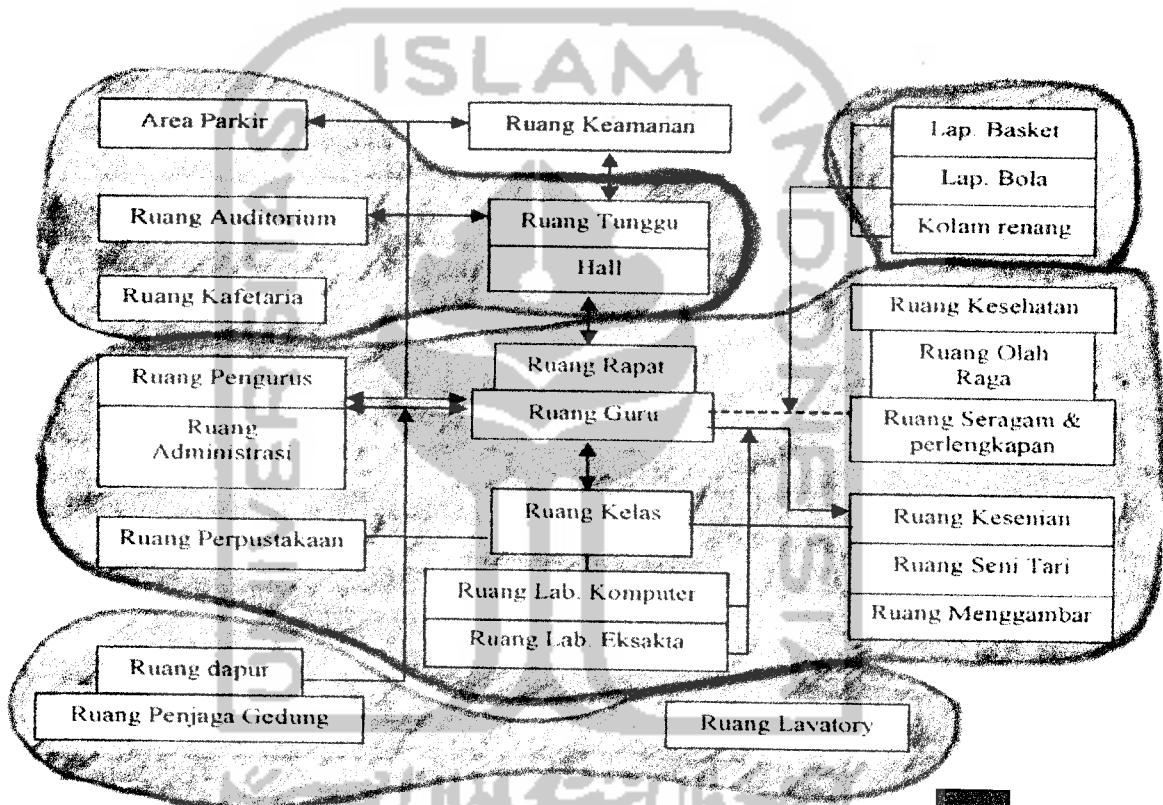 ISLAM
UNIVERSITAS
INDONESIA
Area Parkir
Ruang Keamanan
Lap. Basket
Lap. Bola
Kolam renang
Ruang Auditorium
Ruang Tunggu
Hall
Ruang Kafetaria
Ruang Kesehatan
Ruang Olah
Raga
Ruang Seragam &
perlengkapan
Ruang Pengurus
Ruang
Administrasi
Ruang Rapat
Ruang Guru
Ruang Perpustakaan
Ruang Kelas
Ruang Kesenian
Ruang Seni Tari
Ruang Menggambar
Ruang Lab. Komputer
Ruang Lab. Eksakta
Ruang dapur
Ruang Penjaga Gedung
Ruang Lavatory